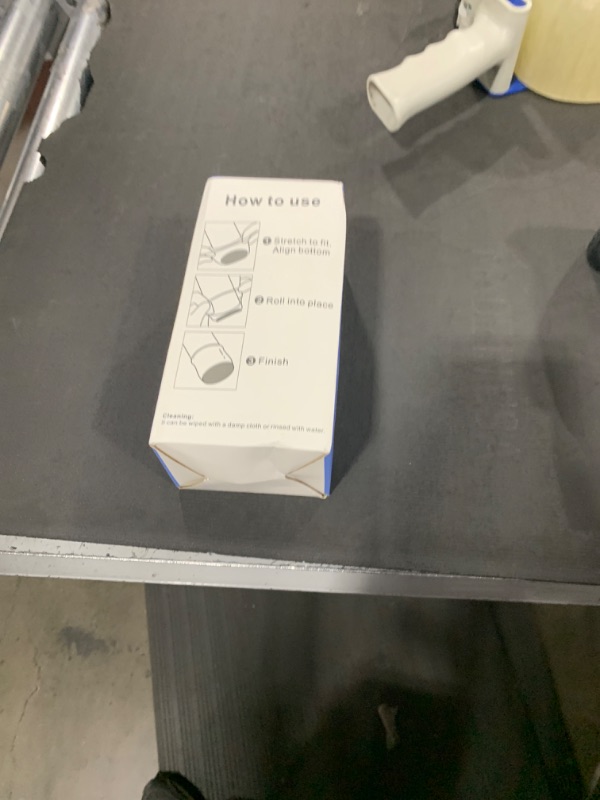 How to use
1 Stretch to fit,
Align bottom
2 Roll into place
3 Finish
Cleaning:
It can be wiped with a damp cloth or rinsed with water